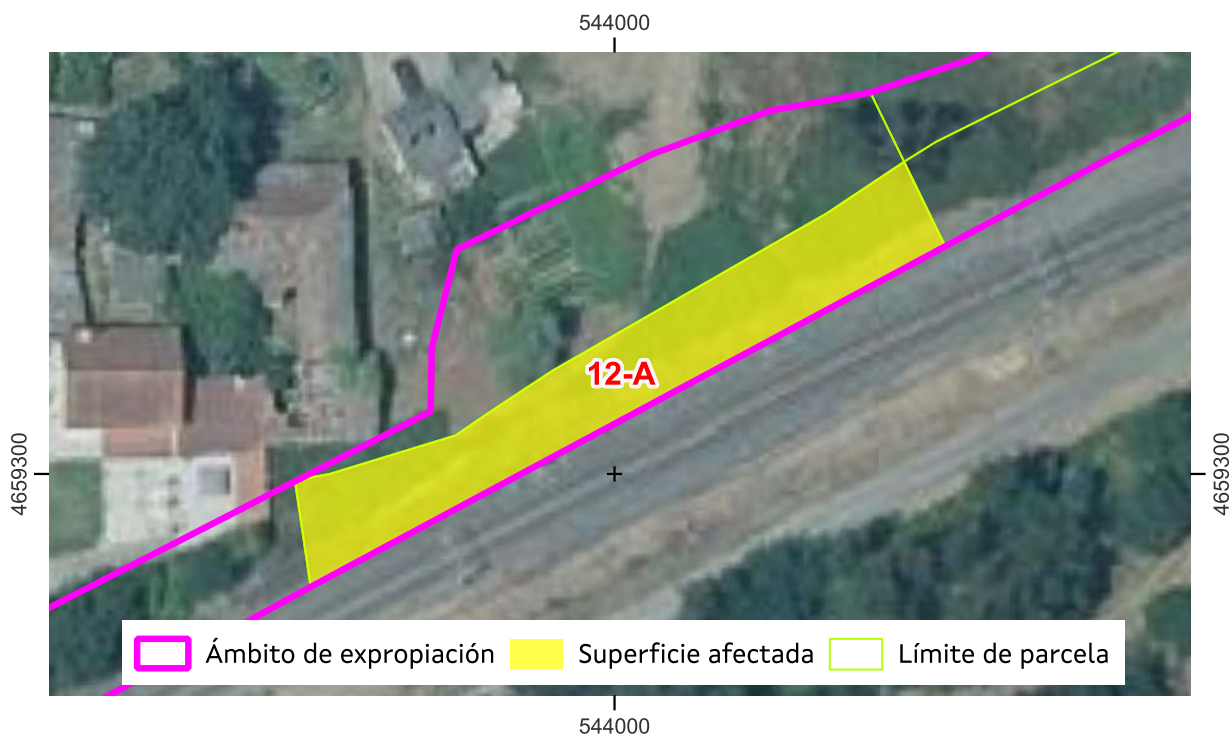 544000
12-A
4659300
4659300
Ámbito de expropiación
Superficie afectada
Límite de parcela
544000